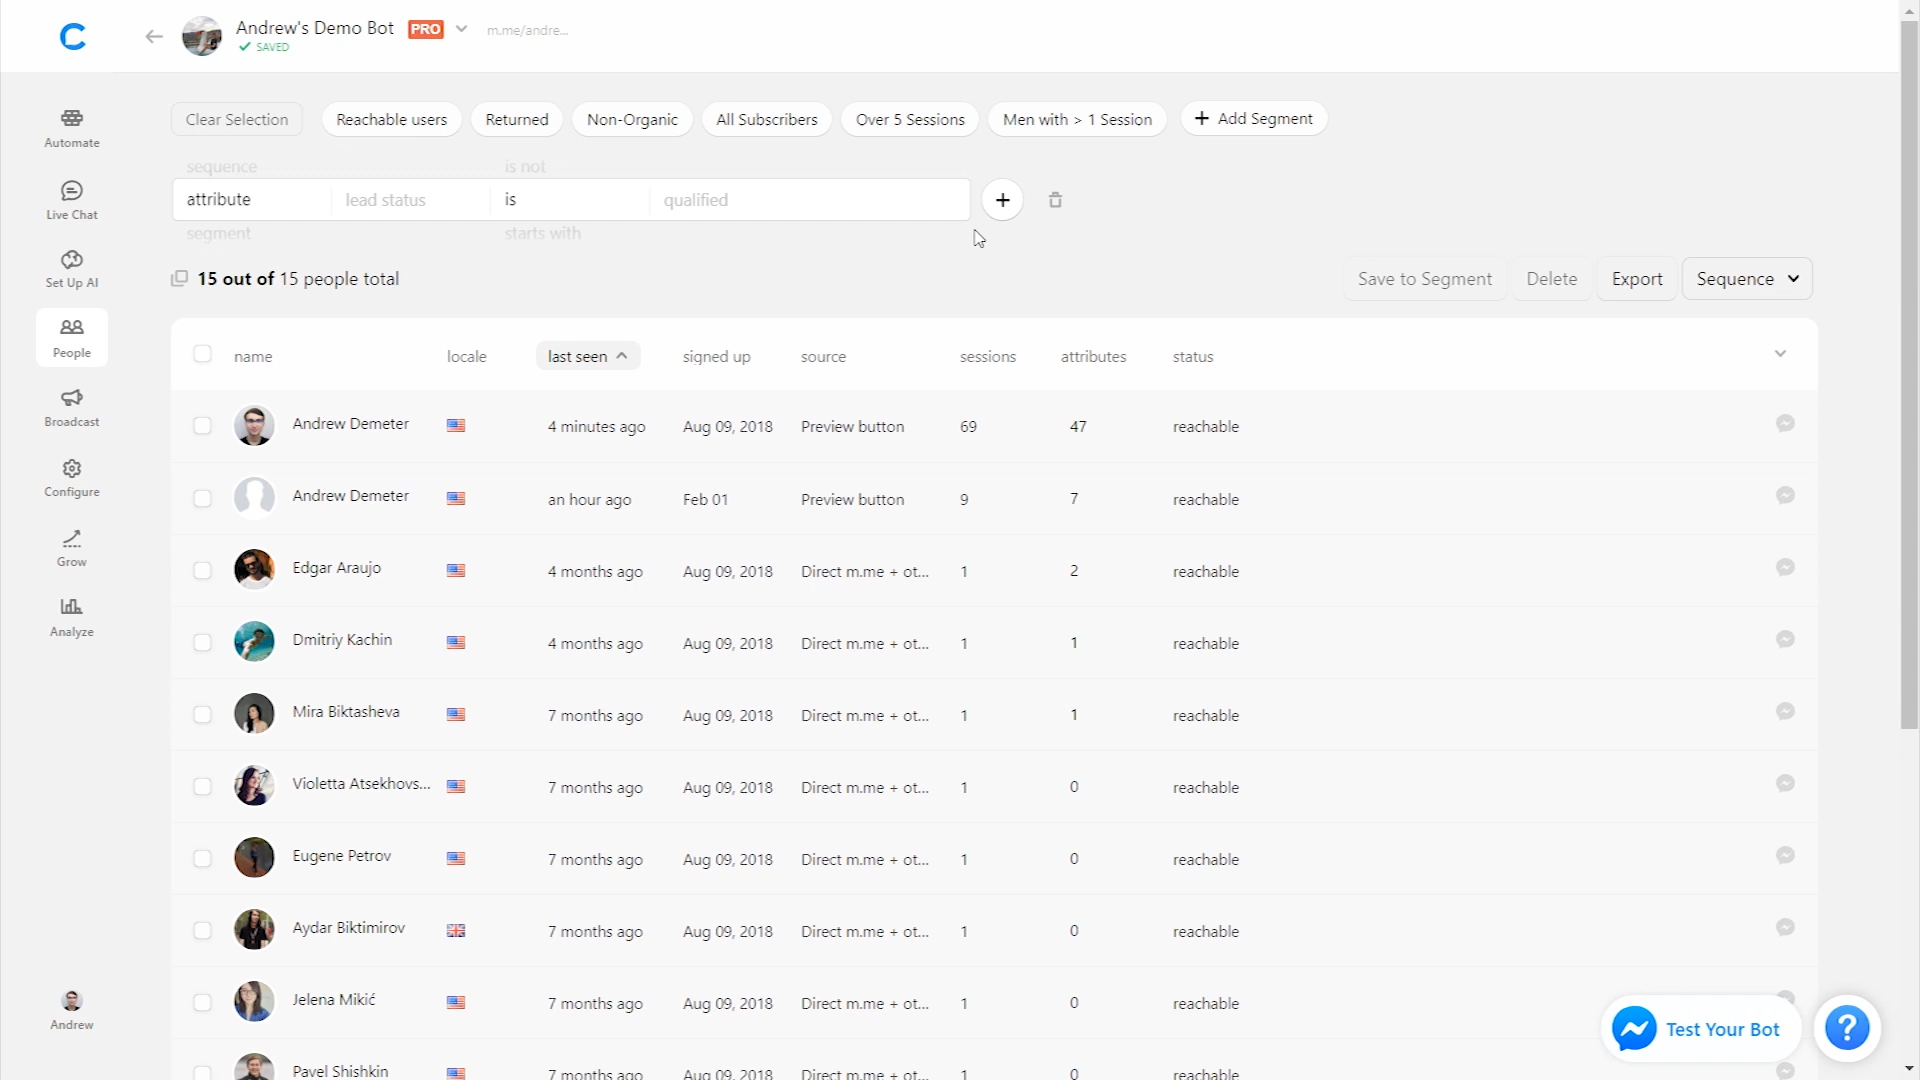 Andrew's Demo Bot PRO m.me/andre...
SAVED
Automate
Live Chat
Set Up AI
People
Broadcast
Configure
Grow
Analyze
Andrew
Clear Selection Reachable users Returned Non-Organic All Subscribers Over 5 Sessions Men with > 1 Session + Add Segment
sequence is not
attribute lead status is qualified +
segment starts with
15 out of 15 people total Save to Segment Delete Export Sequence
name locale last seen signed up source sessions attributes status
Andrew Demeter 4 minutes ago Aug 09, 2018 Preview button 69 47 reachable
Andrew Demeter an hour ago Feb 01 Preview button 9 7 reachable
Edgar Araujo 4 months ago Aug 09, 2018 Direct m.me + ot... 1 2 reachable
Dmitriy Kachin 4 months ago Aug 09, 2018 Direct m.me + ot... 1 1 reachable
Mira Biktasheva 7 months ago Aug 09, 2018 Direct m.me + ot... 1 1 reachable
Violetta Atsekhovs... 7 months ago Aug 09, 2018 Direct m.me + ot... 1 0 reachable
Eugene Petrov 7 months ago Aug 09, 2018 Direct m.me + ot... 1 0 reachable
Aydar Biktimirov 7 months ago Aug 09, 2018 Direct m.me + ot... 1 0 reachable
Jelena Mikić 7 months ago Aug 09, 2018 Direct m.me + ot... 1 0 reachable
Pavel Shishkin 7 months ago Aug 09, 2018 Direct m.me + ot... 1 0 reachable
Test Your Bot ?